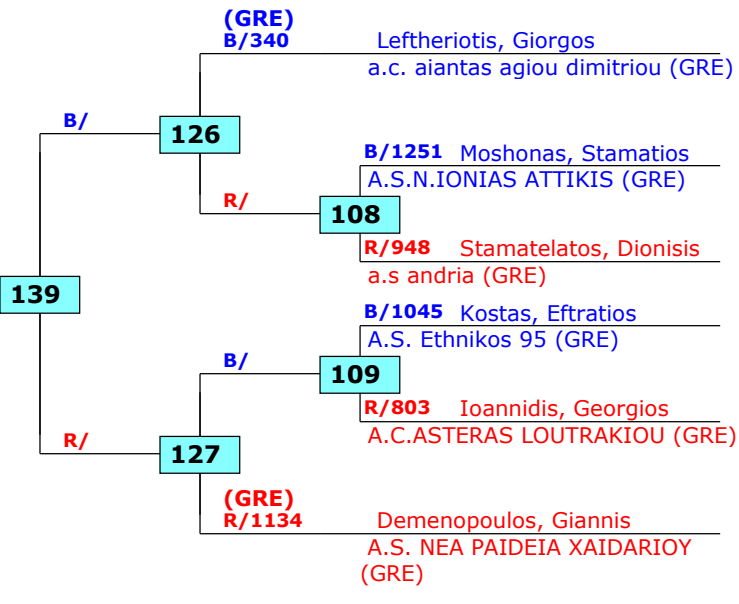 (GRE)
B/340 Leftheriotis, Giorgos
a.c. aiantas agiou dimitriou (GRE)
B/
126
B/1251 Moshonas, Stamatios
A.S.N.IONIAS ATTIKIS (GRE)
R/
108
R/948 Stamatelatos, Dionisis
a.s andria (GRE)
139
B/1045 Kostas, Eftratios
A.S. Ethnikos 95 (GRE)
B/
109
R/803 Ioannidis, Georgios
A.C.ASTERAS LOUTRAKIOU (GRE)
R/
127
(GRE)
R/1134 Demenopoulos, Giannis
A.S. NEA PAIDEIA XAIDARIOY
(GRE)